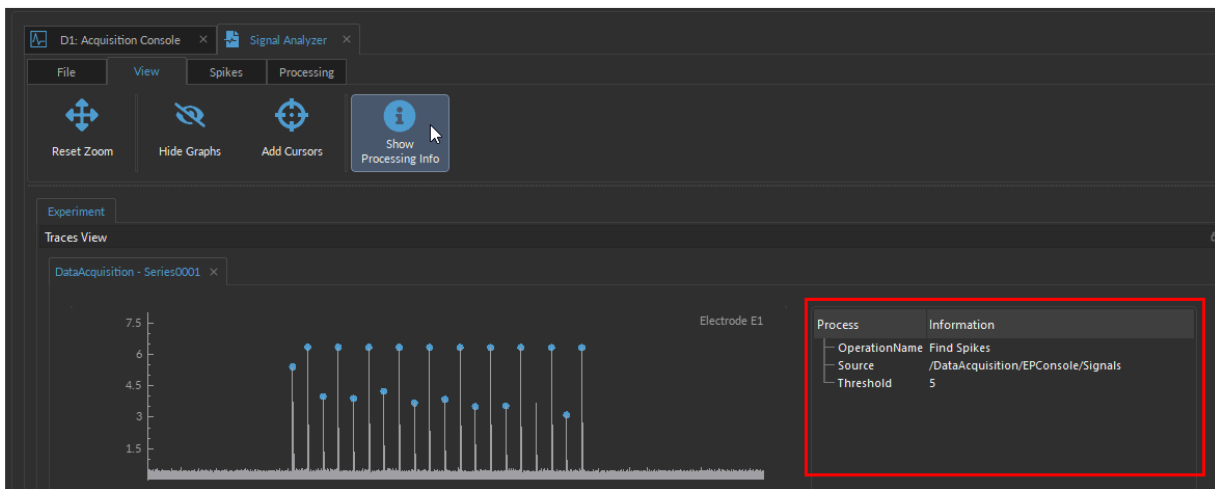 D1: Acquisition Console
Signal Analyzer
File
View
Spikes
Processing
Reset Zoom
Hide Graphs
Add Cursors
Show
Processing Info
Experiment
Traces View
DataAcquisition - Series0001
Electrode E1
7.5
6
4.5
3
1.5
Process Information
OperationName Find Spikes
Source /DataAcquisition/EPConsole/Signals
Threshold 5